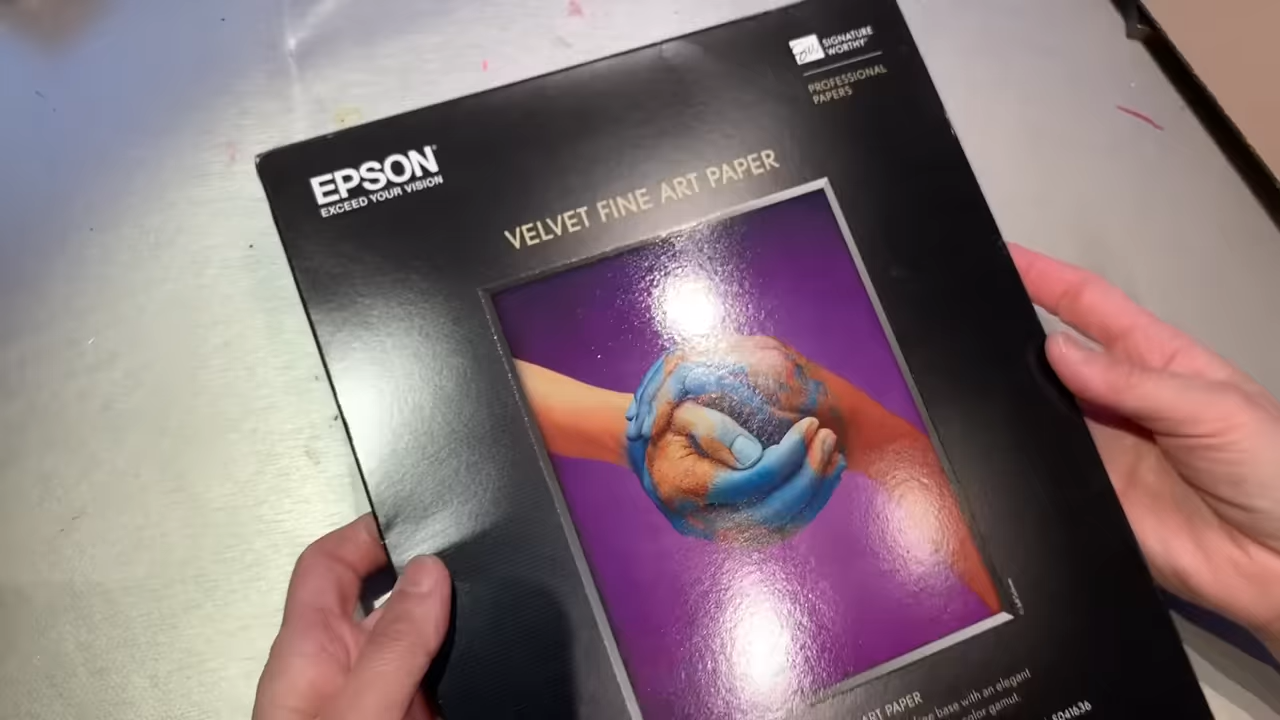 SIGNATURE
WORTHY®
PROFESSIONAL
PAPERS
EPSON®
EXCEED YOUR VISION
VELVET FINE ART PAPER
ART PAPER
base with an elegant
color gamut.
S041636